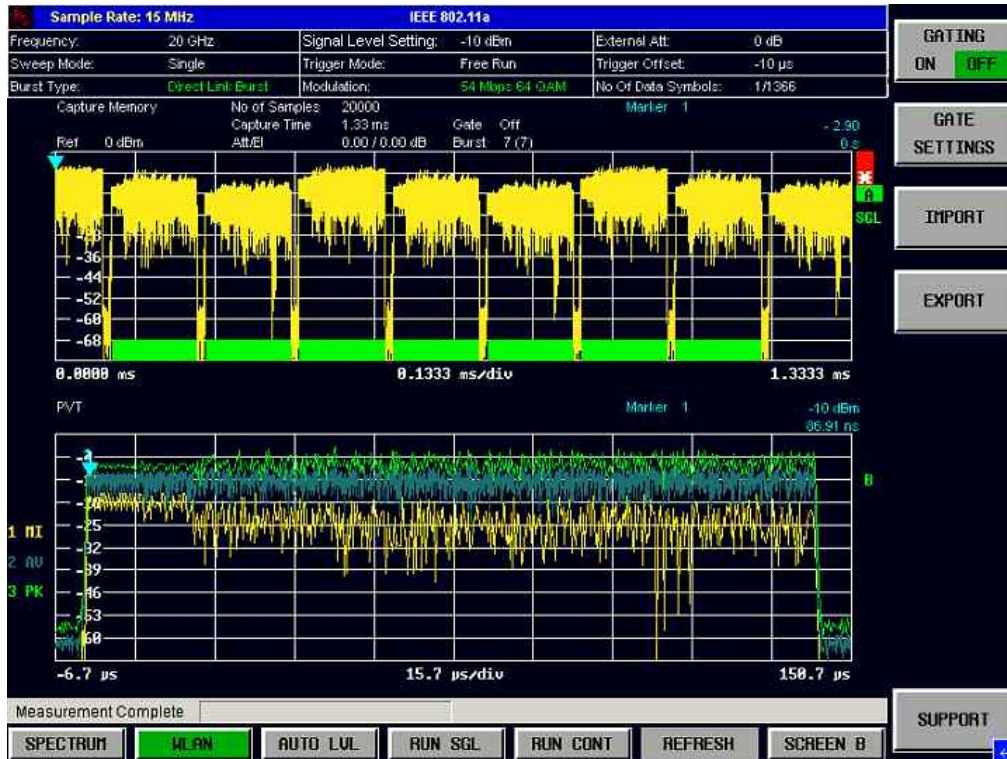 Sample Rate: 15 MHz IEEE 802.11a
Frequency: 20 GHz Signal Level Setting: -10 dBm External Att: 0 dB
Sweep Mode: Single Trigger Mode: Free Run Trigger Offset: -10 µs
Burst Type: Direct Link Burst Modulation: 54 Mbps 64 QAM No Of Data Symbols: 1/1366
GATING
ON OFF
GATE
SETTINGS
IMPORT
EXPORT
Capture Memory No of Samples 20000 Marker 1
Capture Time 1.33 ms Gate Off - 2.90
Ref 0 dBm Att/El 0.00 / 0.00 dB Burst 7 (7) 0 s
A
SGL
-36
-44
-52
-60
-68
0.0000 ms 0.1333 ms/div 1.3333 ms
PVT Marker 1 -10 dBm
86.91 ns
B
-25
1 MI
-32
2 AV
-39
3 PK
-46
-53
-60
-6.7 µs 15.7 µs/div 150.7 µs
Measurement Complete
SUPPORT
SPECTRUM WLAN AUTO LVL RUN SGL RUN CONT REFRESH SCREEN B